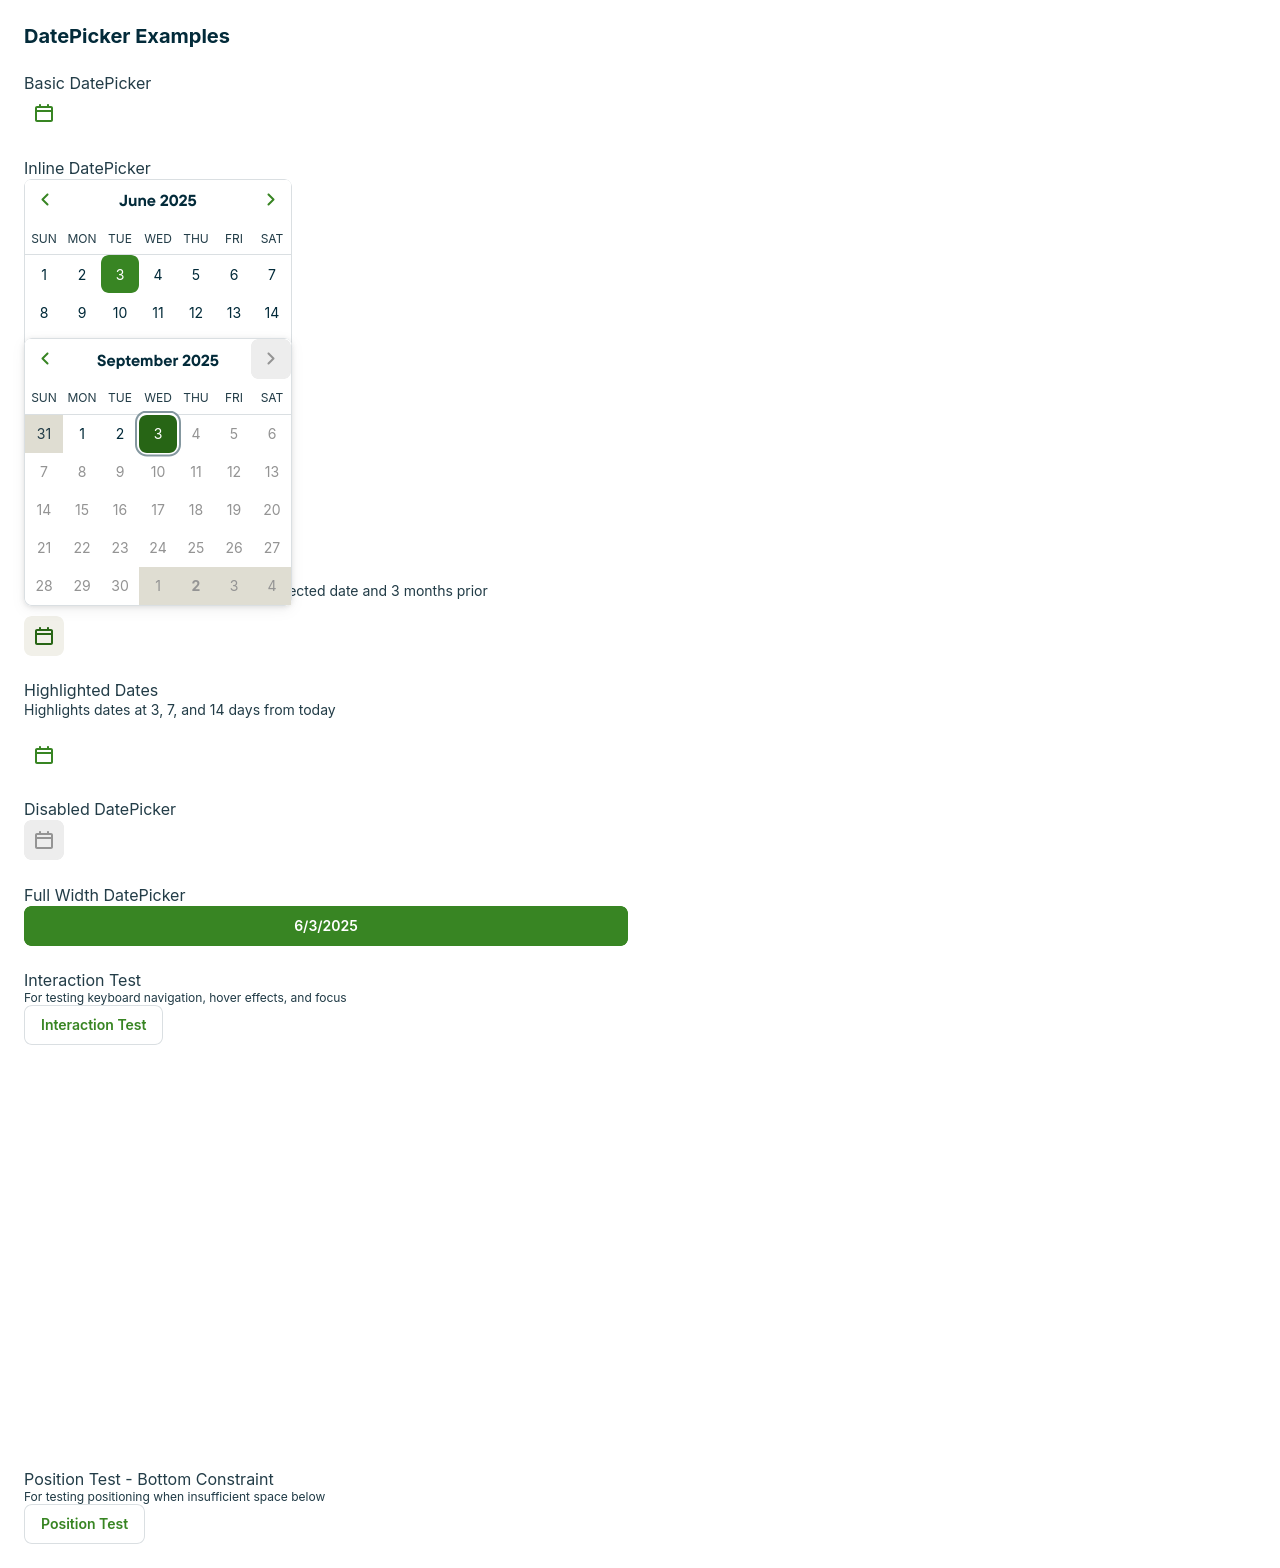 DatePicker Examples
Basic DatePicker
Inline DatePicker
June 2025
SUN MON TUE WED THU FRI SAT
1 2 3 4 5 6 7
8 9 10 11 12 13 14
September 2025
SUN MON TUE WED THU FRI SAT
31 1 2 3 4 5 6
7 8 9 10 11 12 13
14 15 16 17 18 19 20
21 22 23 24 25 26 27
28 29 30 1 2 3 4
date and 3 months prior
Highlighted Dates
Highlights dates at 3, 7, and 14 days from today
Disabled DatePicker
Full Width DatePicker
6/3/2025
Interaction Test
For testing keyboard navigation, hover effects, and focus
Interaction Test
Position Test - Bottom Constraint
For testing positioning when insufficient space below
Position Test